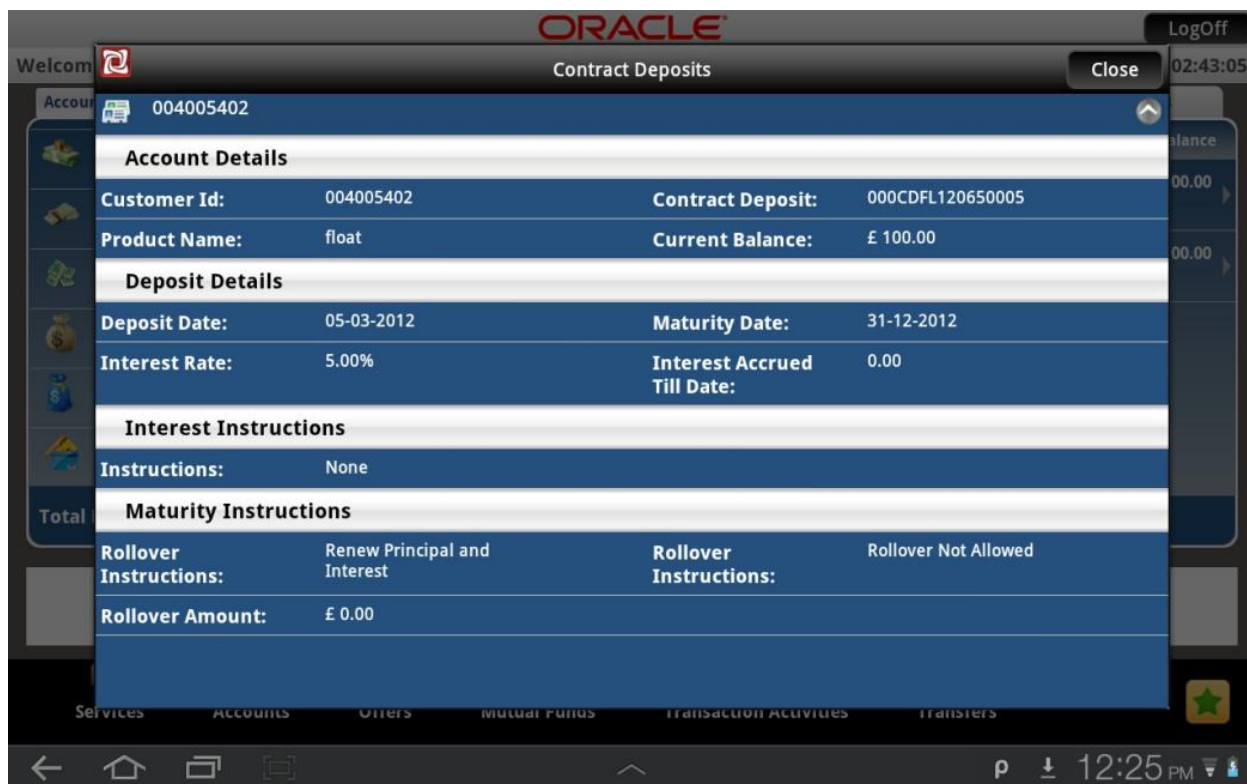 ORACLE
LogOff
Welcom
Contract Deposits
Close
02:43:05
Accour
004005402
alance
Account Details
00.00
Customer Id: 004005402 Contract Deposit: 000CDFL120650005
Product Name: float Current Balance: £ 100.00
00.00
Deposit Details
Deposit Date: 05-03-2012 Maturity Date: 31-12-2012
Interest Rate: 5.00% Interest Accrued 0.00
Till Date:
Interest Instructions
Instructions: None
Total
Maturity Instructions
Rollover Renew Principal and Rollover Rollover Not Allowed
Instructions: Interest Instructions:
Rollover Amount: £ 0.00
Services Accounts Offers Mutual Funds Transaction Activities Transfers
12:25 PM